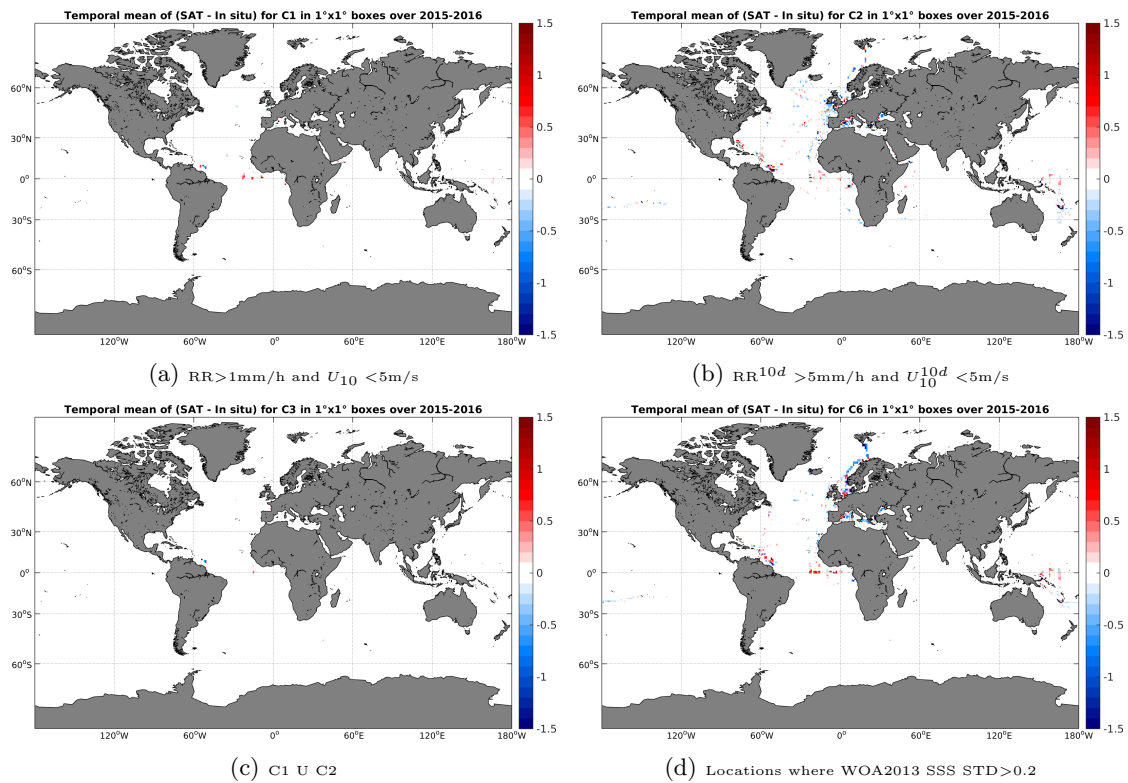 Temporal mean of (SAT - In situ) for C1 in 1°x1° boxes over 2015-2016
60°N
30°N
0°
30°S
60°S
120°W 60°W 0° 60°E 120°E 180°W
1.5
1
0.5
0
-0.5
-1
-1.5
(a) RR>1mm/h and U10 <5m/s
Temporal mean of (SAT - In situ) for C2 in 1°x1° boxes over 2015-2016
60°N
30°N
0°
30°S
60°S
120°W 60°W 0° 60°E 120°E 180°W
1.5
1
0.5
0
-0.5
-1
-1.5
(b) RR10d >5mm/h and U10d10 <5m/s
Temporal mean of (SAT - In situ) for C3 in 1°x1° boxes over 2015-2016
60°N
30°N
0°
30°S
60°S
120°W 60°W 0° 60°E 120°E 180°W
1.5
1
0.5
0
-0.5
-1
-1.5
(c) C1 U C2
Temporal mean of (SAT - In situ) for C6 in 1°x1° boxes over 2015-2016
60°N
30°N
0°
30°S
60°S
120°W 60°W 0° 60°E 120°E 180°W
1.5
1
0.5
0
-0.5
-1
-1.5
(d) Locations where WOA2013 SSS STD>0.2